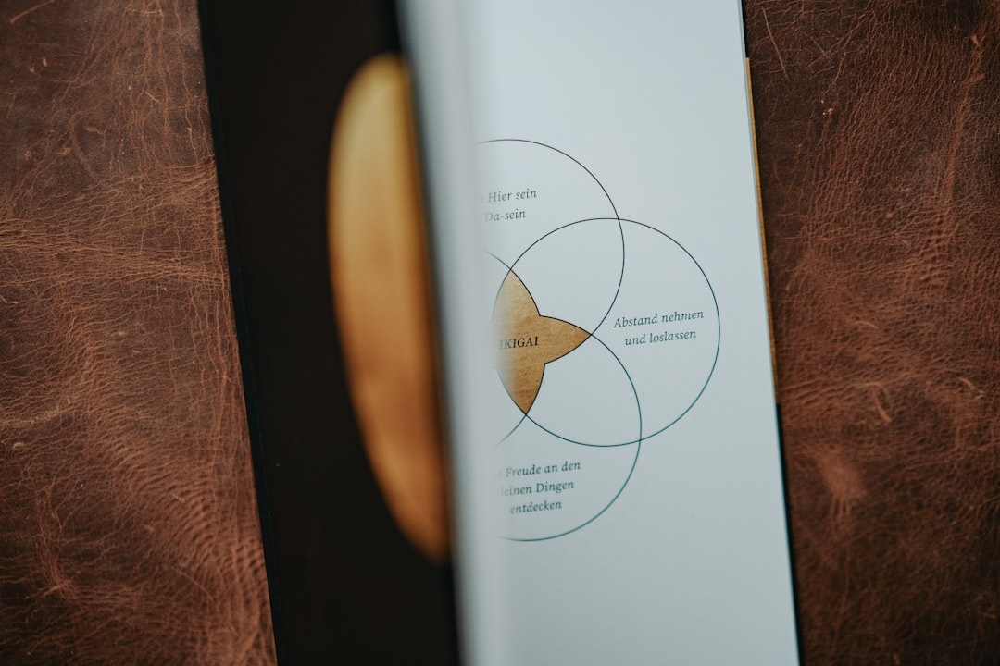 Hier sein
Da-sein
Abstand nehmen
und loslassen
IKIGAI
Freude an den
entdecken
Dingen